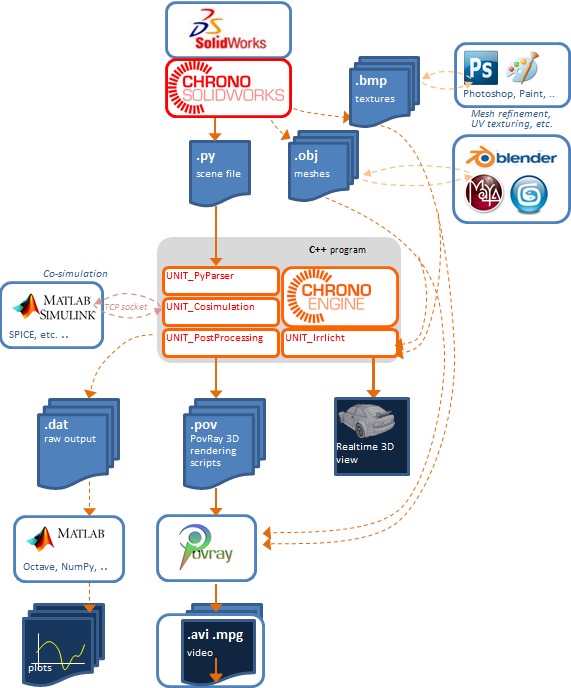 SolidWorks
CHRONO
SOLIDWORKS
.bmp
textures
Ps
Photoshop, Paint, ..
Mesh refinement,
UV texturing, etc.
.py
scene file
.obj
meshes
blender
MAYA
C++ program
UNIT_PyParser
CHRONO
ENGINE
Co-simulation
MATLAB
SIMULINK
SPICE, etc. ..
TCP socket
UNIT_Cosimulation
UNIT_PostProcessing
UNIT_Irrlicht
.dat
raw output
.pov
PovRay 3D
rendering
scripts
Realtime 3D
view
MATLAB
Octave, NumPy, ..
Povray
plots
.avi .mpg
video